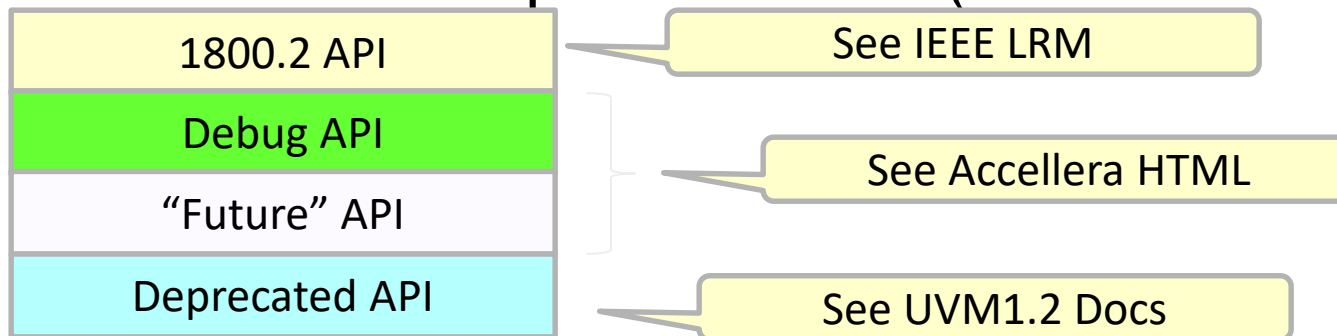 1800.2 API
See IEEE LRM
Debug API
See Accellera HTML
“Future” API
Deprecated API
See UVM1.2 Docs